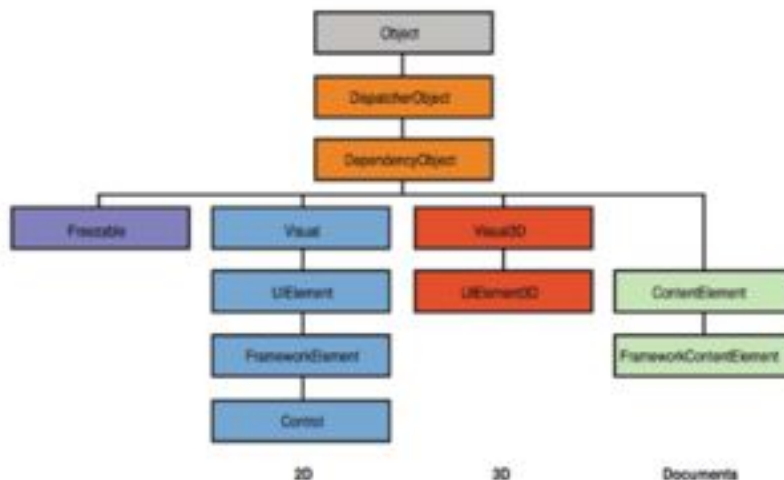 Object
DispatcherObject
DependencyObject
Freezable
Visual
Visual3D
UIElement
UIElement3D
ContentElement
FrameworkElement
FrameworkContentElement
Control
2D
3D
Documents